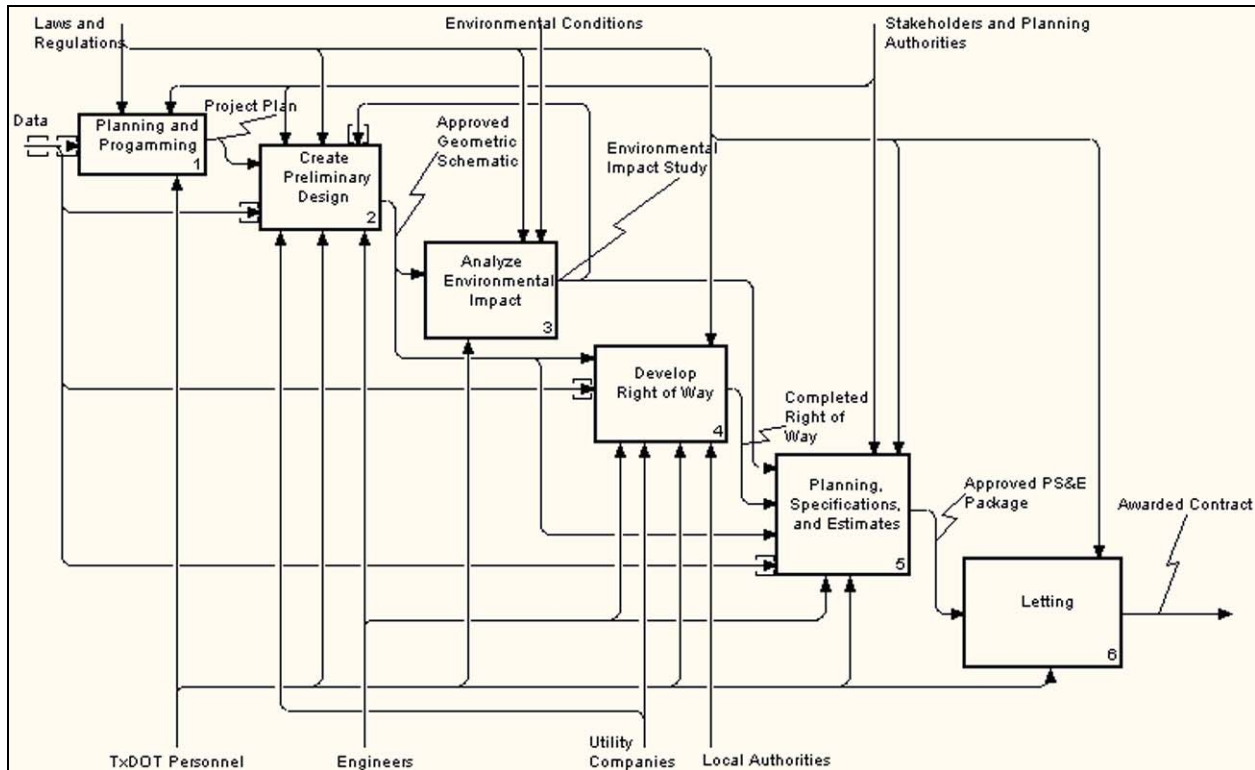 Laws and
Regulations
Environmental Conditions
Stakeholders and Planning
Authorities
Data
Planning and
Progamming
1
Project Plan
Create
Preliminary
Design
2
Approved
Geometric
Schematic
Environmental
Impact Study
Analyze
Environmental
Impact
3
Develop
Right of Way
4
Completed
Right of
Way
Planning,
Specifications,
and Estimates
5
Approved PS&E
Package
Awarded Contract
Letting
6
TxDOT Personnel
Engineers
Utility
Companies
Local Authorities